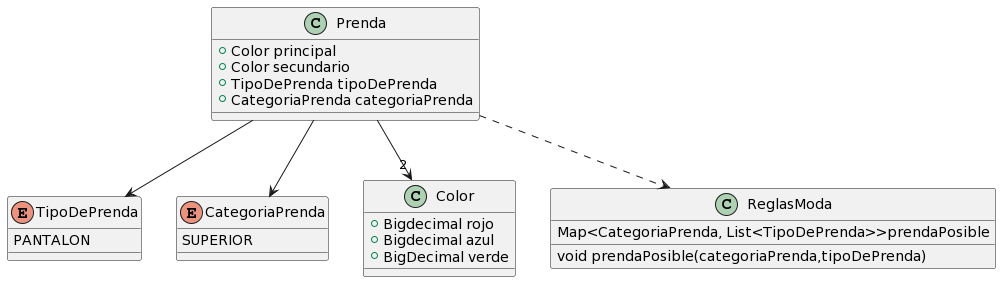 C Prenda
Color principal
Color secundario
TipoDePrenda tipoDePrenda
CategoriaPrenda categoriaPrenda
2
E TipoDePrenda
PANTALON
E CategoriaPrenda
SUPERIOR
C Color
Bigdecimal rojo
Bigdecimal azul
BigDecimal verde
C ReglasModa
Map<CategoriaPrenda, List<TipoDePrenda>>prendaPosible
void prendaPosible(categoriaPrenda,tipoDePrenda)